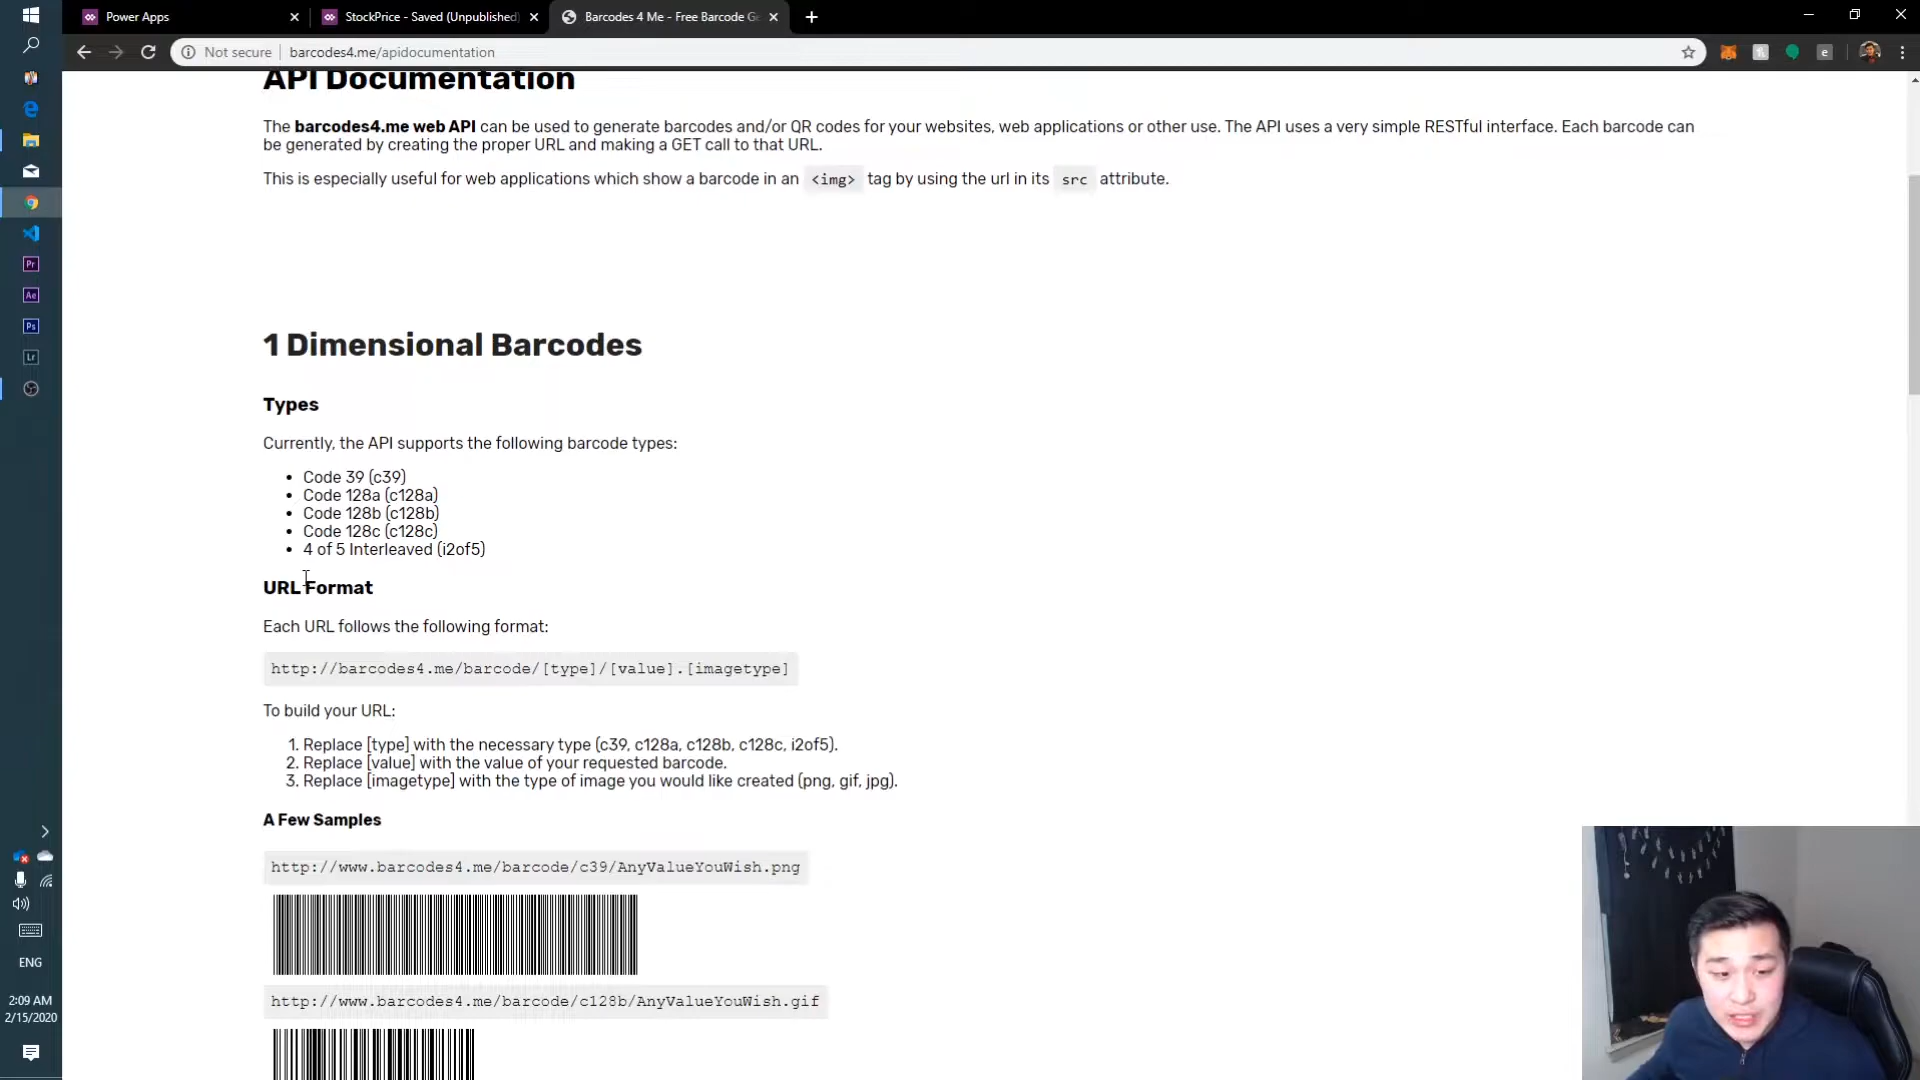 Power Apps
StockPrice - Saved (Unpublished)
Barcodes 4 Me - Free Barcode Ge
Not secure
barcodes4.me/apidocumentation
API Documentation
The barcodes4.me web API can be used to generate barcodes and/or QR codes for your websites, web applications or other use. The API uses a very simple RESTful interface. Each barcode can
be generated by creating the proper URL and making a GET call to that URL.
This is especially useful for web applications which show a barcode in an <img> tag by using the url in its src attribute.
1 Dimensional Barcodes
Types
Currently, the API supports the following barcode types:
• Code 39 (c39)
• Code 128a (c128a)
• Code 128b (c128b)
• Code 128c (c128c)
• 4 of 5 Interleaved (i2of5)
URL Format
Each URL follows the following format:
http://barcodes4.me/barcode/[type]/[value].[imagetype]
To build your URL:
1. Replace [type] with the necessary type (c39, c128a, c128b, c128c, i2of5).
2. Replace [value] with the value of your requested barcode.
3. Replace [imagetype] with the type of image you would like created (png, gif, jpg).
A Few Samples
http://www.barcodes4.me/barcode/c39/AnyValueYouWish.png
http://www.barcodes4.me/barcode/c128b/AnyValueYouWish.gif
Pr
Ae
Ps
Lr
ENG
2:09 AM
2/15/2020